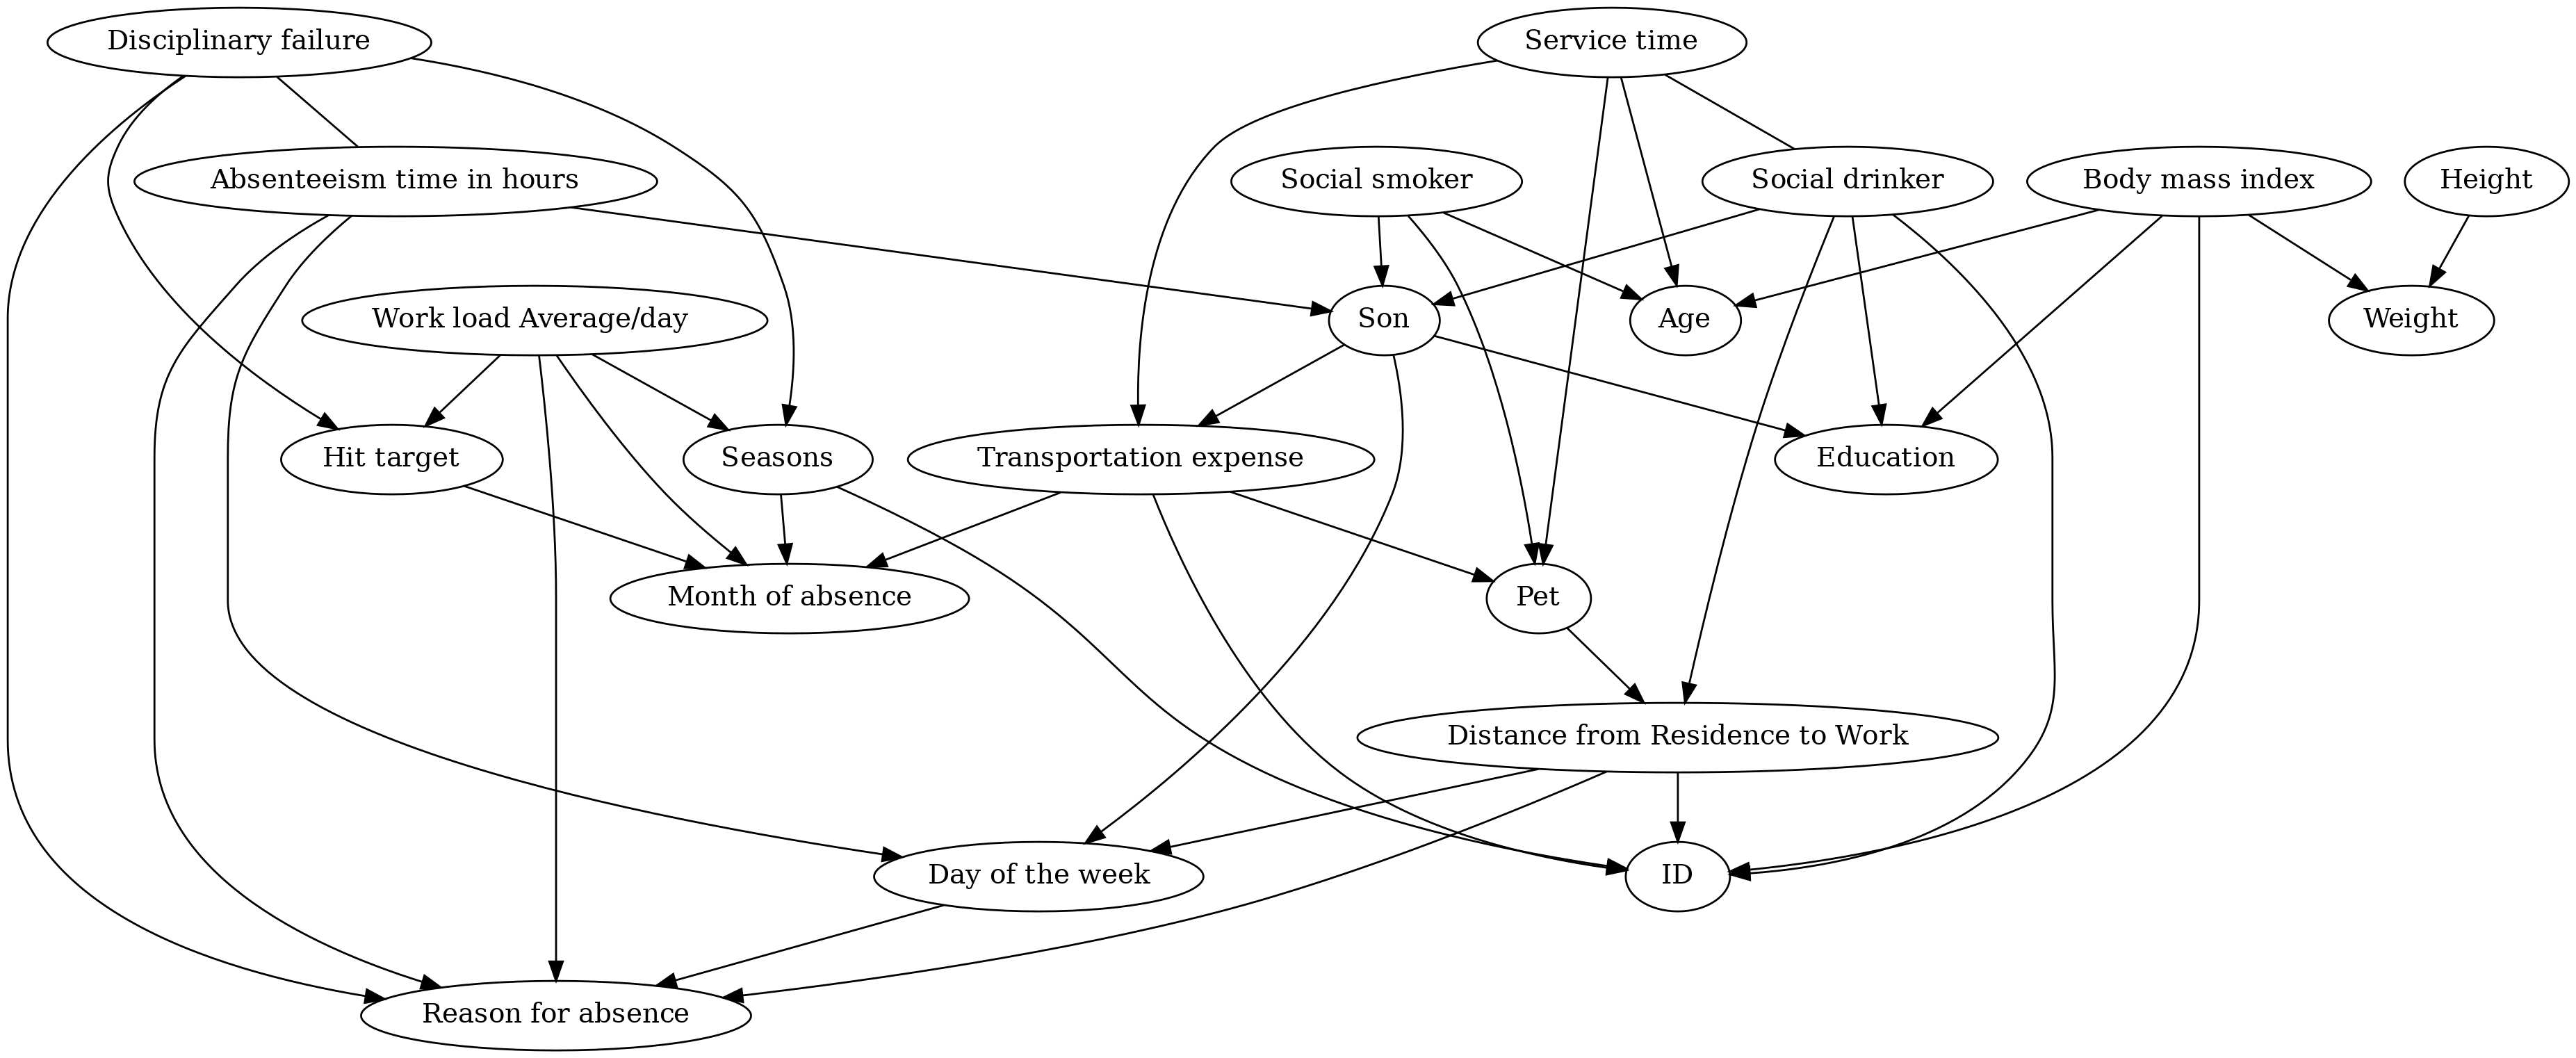 Disciplinary failure
Service time
Absenteeism time in hours
Social smoker
Social drinker
Body mass index
Height
Work load Average/day
Son
Age
Weight
Hit target
Seasons
Transportation expense
Education
Month of absence
Pet
Distance from Residence to Work
Day of the week
ID
Reason for absence